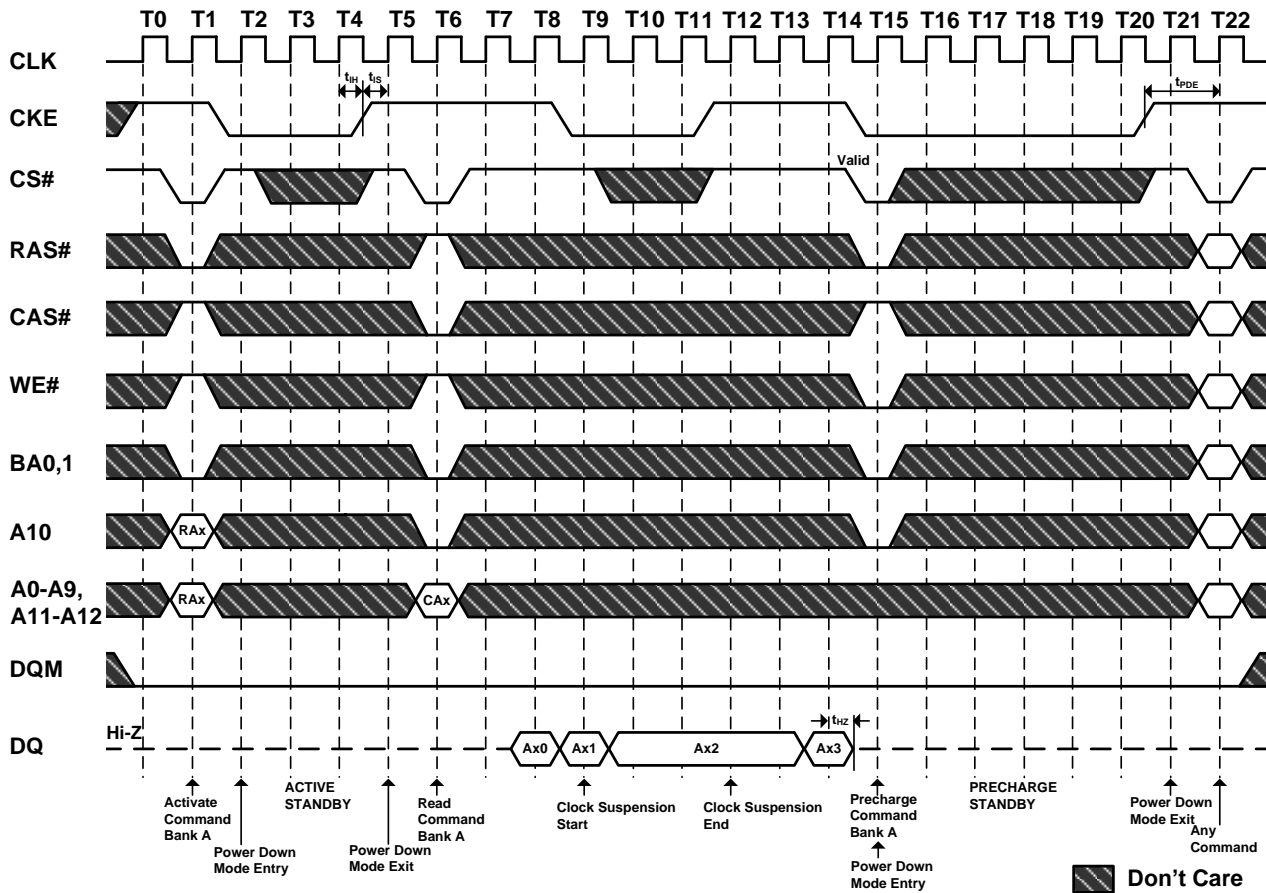 T0 T1 T2 T3 T4 T5 T6 T7 T8 T9 T10 T11 T12 T13 T14 T15 T16 T17 T18 T19 T20 T21 T22
CLK
tIH tIS
tPDE
CKE
Valid
CS#
RAS#
CAS#
WE#
BA0,1
A10
RAx
A0-A9,
A11-A12
RAx
CAx
DQM
Hi-Z
tHZ
DQ
Ax0 Ax1 Ax2 Ax3
Activate
Command
Bank A
Power Down
Mode Entry
ACTIVE
STANDBY
Power Down
Mode Exit
Read
Command
Bank A
Clock Suspension
Start
Clock Suspension
End
Precharge
Command
Bank A
Power Down
Mode Entry
PRECHARGE
STANDBY
Power Down
Mode Exit
Any
Command
Don't Care